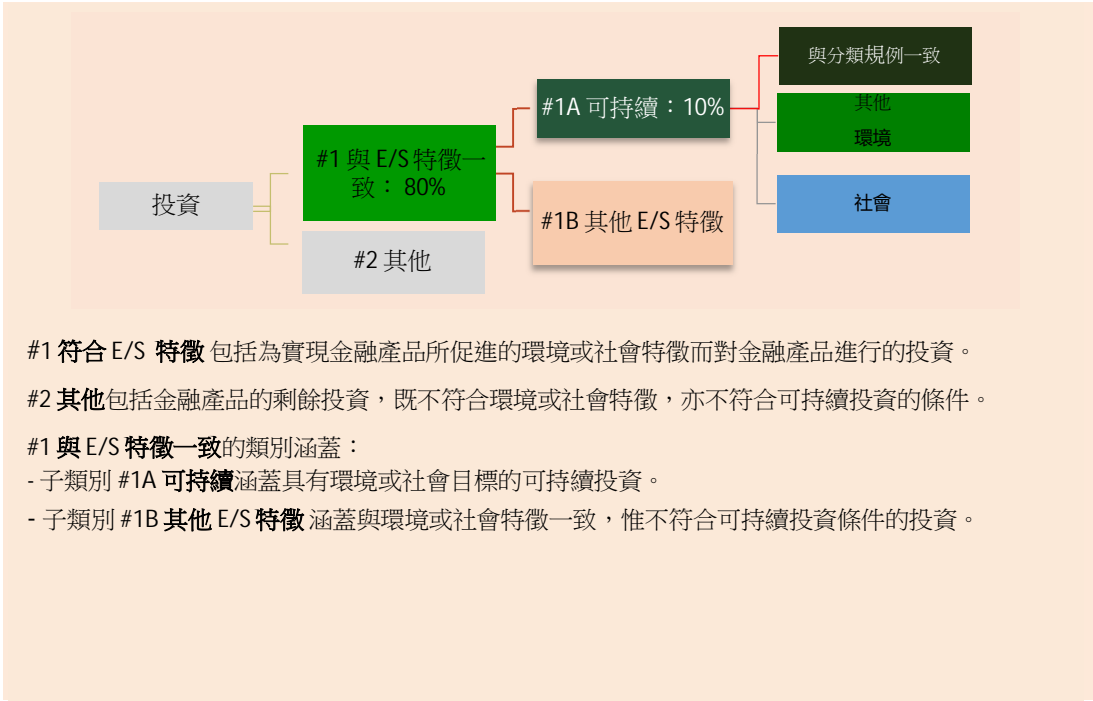 與分類規例一致
#1A 可持續：10%
其他
環境
#1 與 E/S 特徵一
致： 80%
投資
社會
#1B 其他 E/S 特徵
#2 其他
#1 符合 E/S 特徵 包括為實現金融產品所促進的環境或社會特徵而對金融產品進行的投資。
#2 其他包括金融產品的剩餘投資，既不符合環境或社會特徵，亦不符合可持續投資的條件。
#1 與 E/S 特徵一致的類別涵蓋：
- 子類別 #1A 可持續涵蓋具有環境或社會目標的可持續投資。
- 子類別 #1B 其他 E/S 特徵 涵蓋與環境或社會特徵一致，惟不符合可持續投資條件的投資。